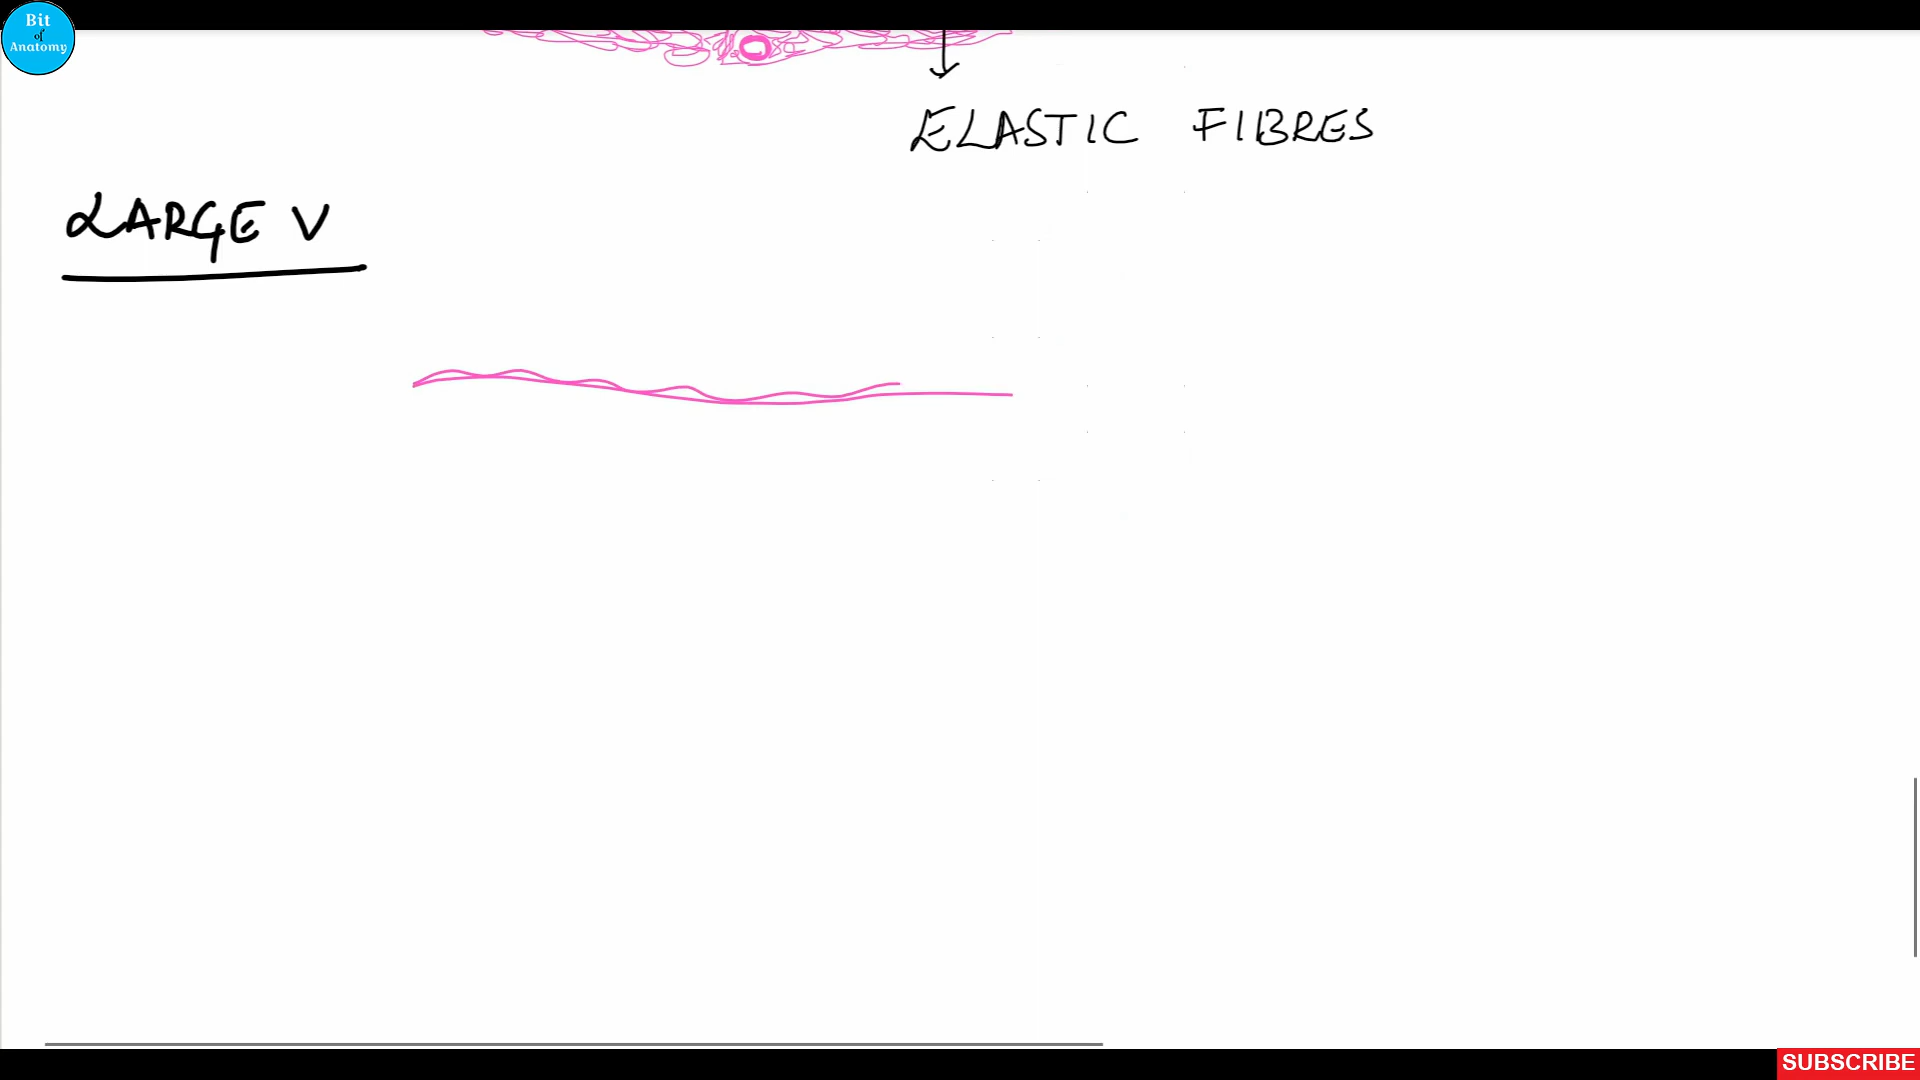 Bit
of
Anatomy
ELASTIC FIBRES
LARGE V
SUBSCRIBE